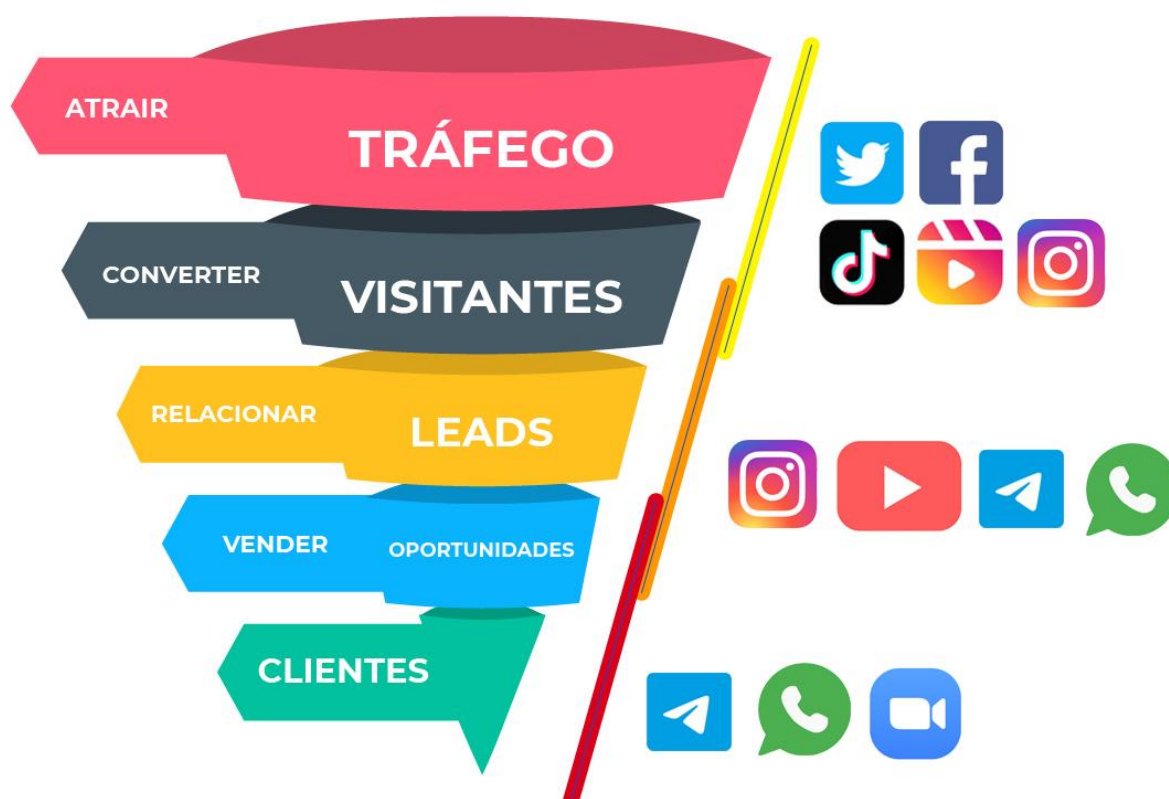 ATRAIR
TRÁFEGO
CONVERTER
VISITANTES
RELACIONAR
LEADS
VENDER
OPORTUNIDADES
CLIENTES